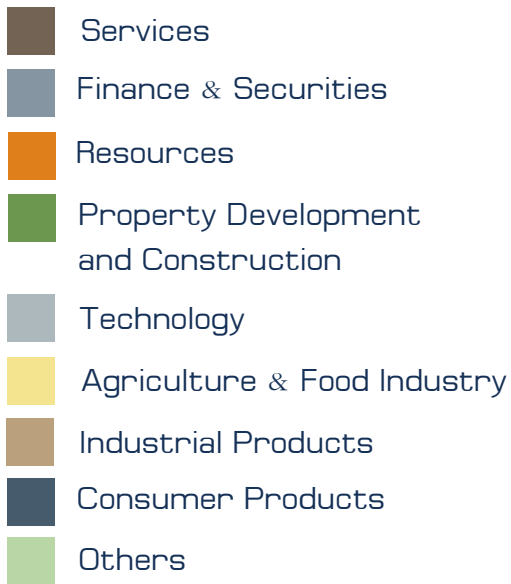 Services
Finance & Securities
Resources
Property Development
and Construction
Technology
Agriculture & Food Industry
Industrial Products
Consumer Products
Others